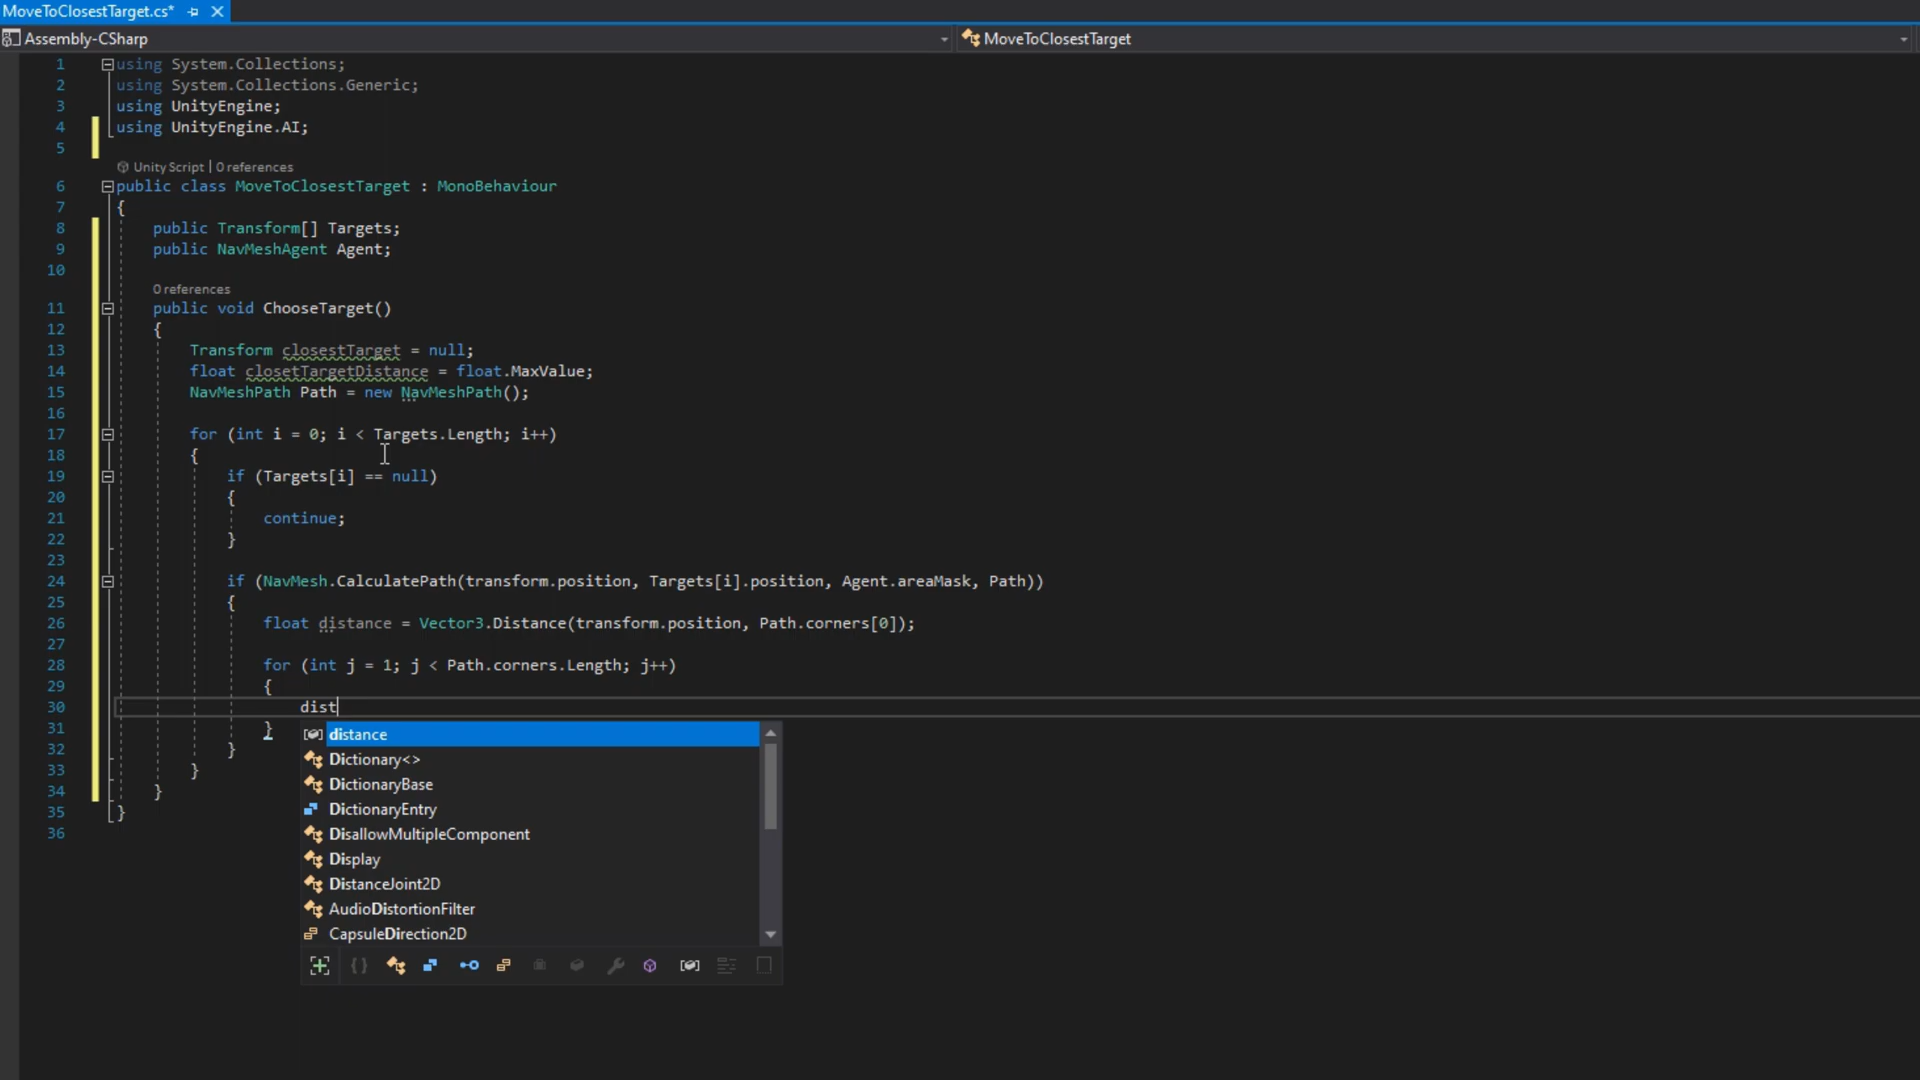 MoveToClosestTarget.cs*
Assembly-CSharp
MoveToClosestTarget
1 using System.Collections;
2 using System.Collections.Generic;
3 using UnityEngine;
4 using UnityEngine.AI;
5
Unity Script | 0 references
6 public class MoveToClosestTarget : MonoBehaviour
7 {
8 public Transform[] Targets;
9 public NavMeshAgent Agent;
10
0 references
11 public void ChooseTarget()
12 {
13 Transform closestTarget = null;
14 float closetTargetDistance = float.MaxValue;
15 NavMeshPath Path = new NavMeshPath();
16
17 for (int i = 0; i < Targets.Length; i++)
18 {
19 if (Targets[i] == null)
20 {
21 continue;
22 }
23
24 if (NavMesh.CalculatePath(transform.position, Targets[i].position, Agent.areaMask, Path))
25 {
26 float distance = Vector3.Distance(transform.position, Path.corners[0]);
27
28 for (int j = 1; j < Path.corners.Length; j++)
29 {
30 dist
31 }
32 }
33 }
34 }
35 }
36
distance
Dictionary<>
DictionaryBase
DictionaryEntry
DisallowMultipleComponent
Display
DistanceJoint2D
AudioDistortionFilter
CapsuleDirection2D